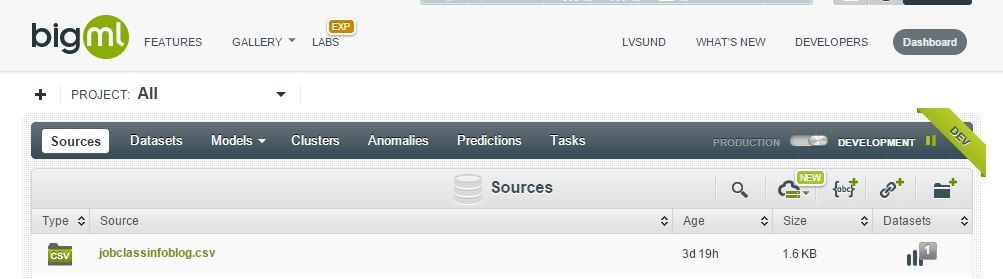 bigml
FEATURES GALLERY LABS EXP LVSUND WHAT'S NEW DEVELOPERS Dashboard
+ PROJECT: All
Sources Datasets Models Clusters Anomalies Predictions Tasks PRODUCTION DEVELOPMENT DEV
Sources NEW {abc}
Type Source Age Size Datasets
CSV jobclassinfoblog.csv 3d 19h 1.6 KB 1